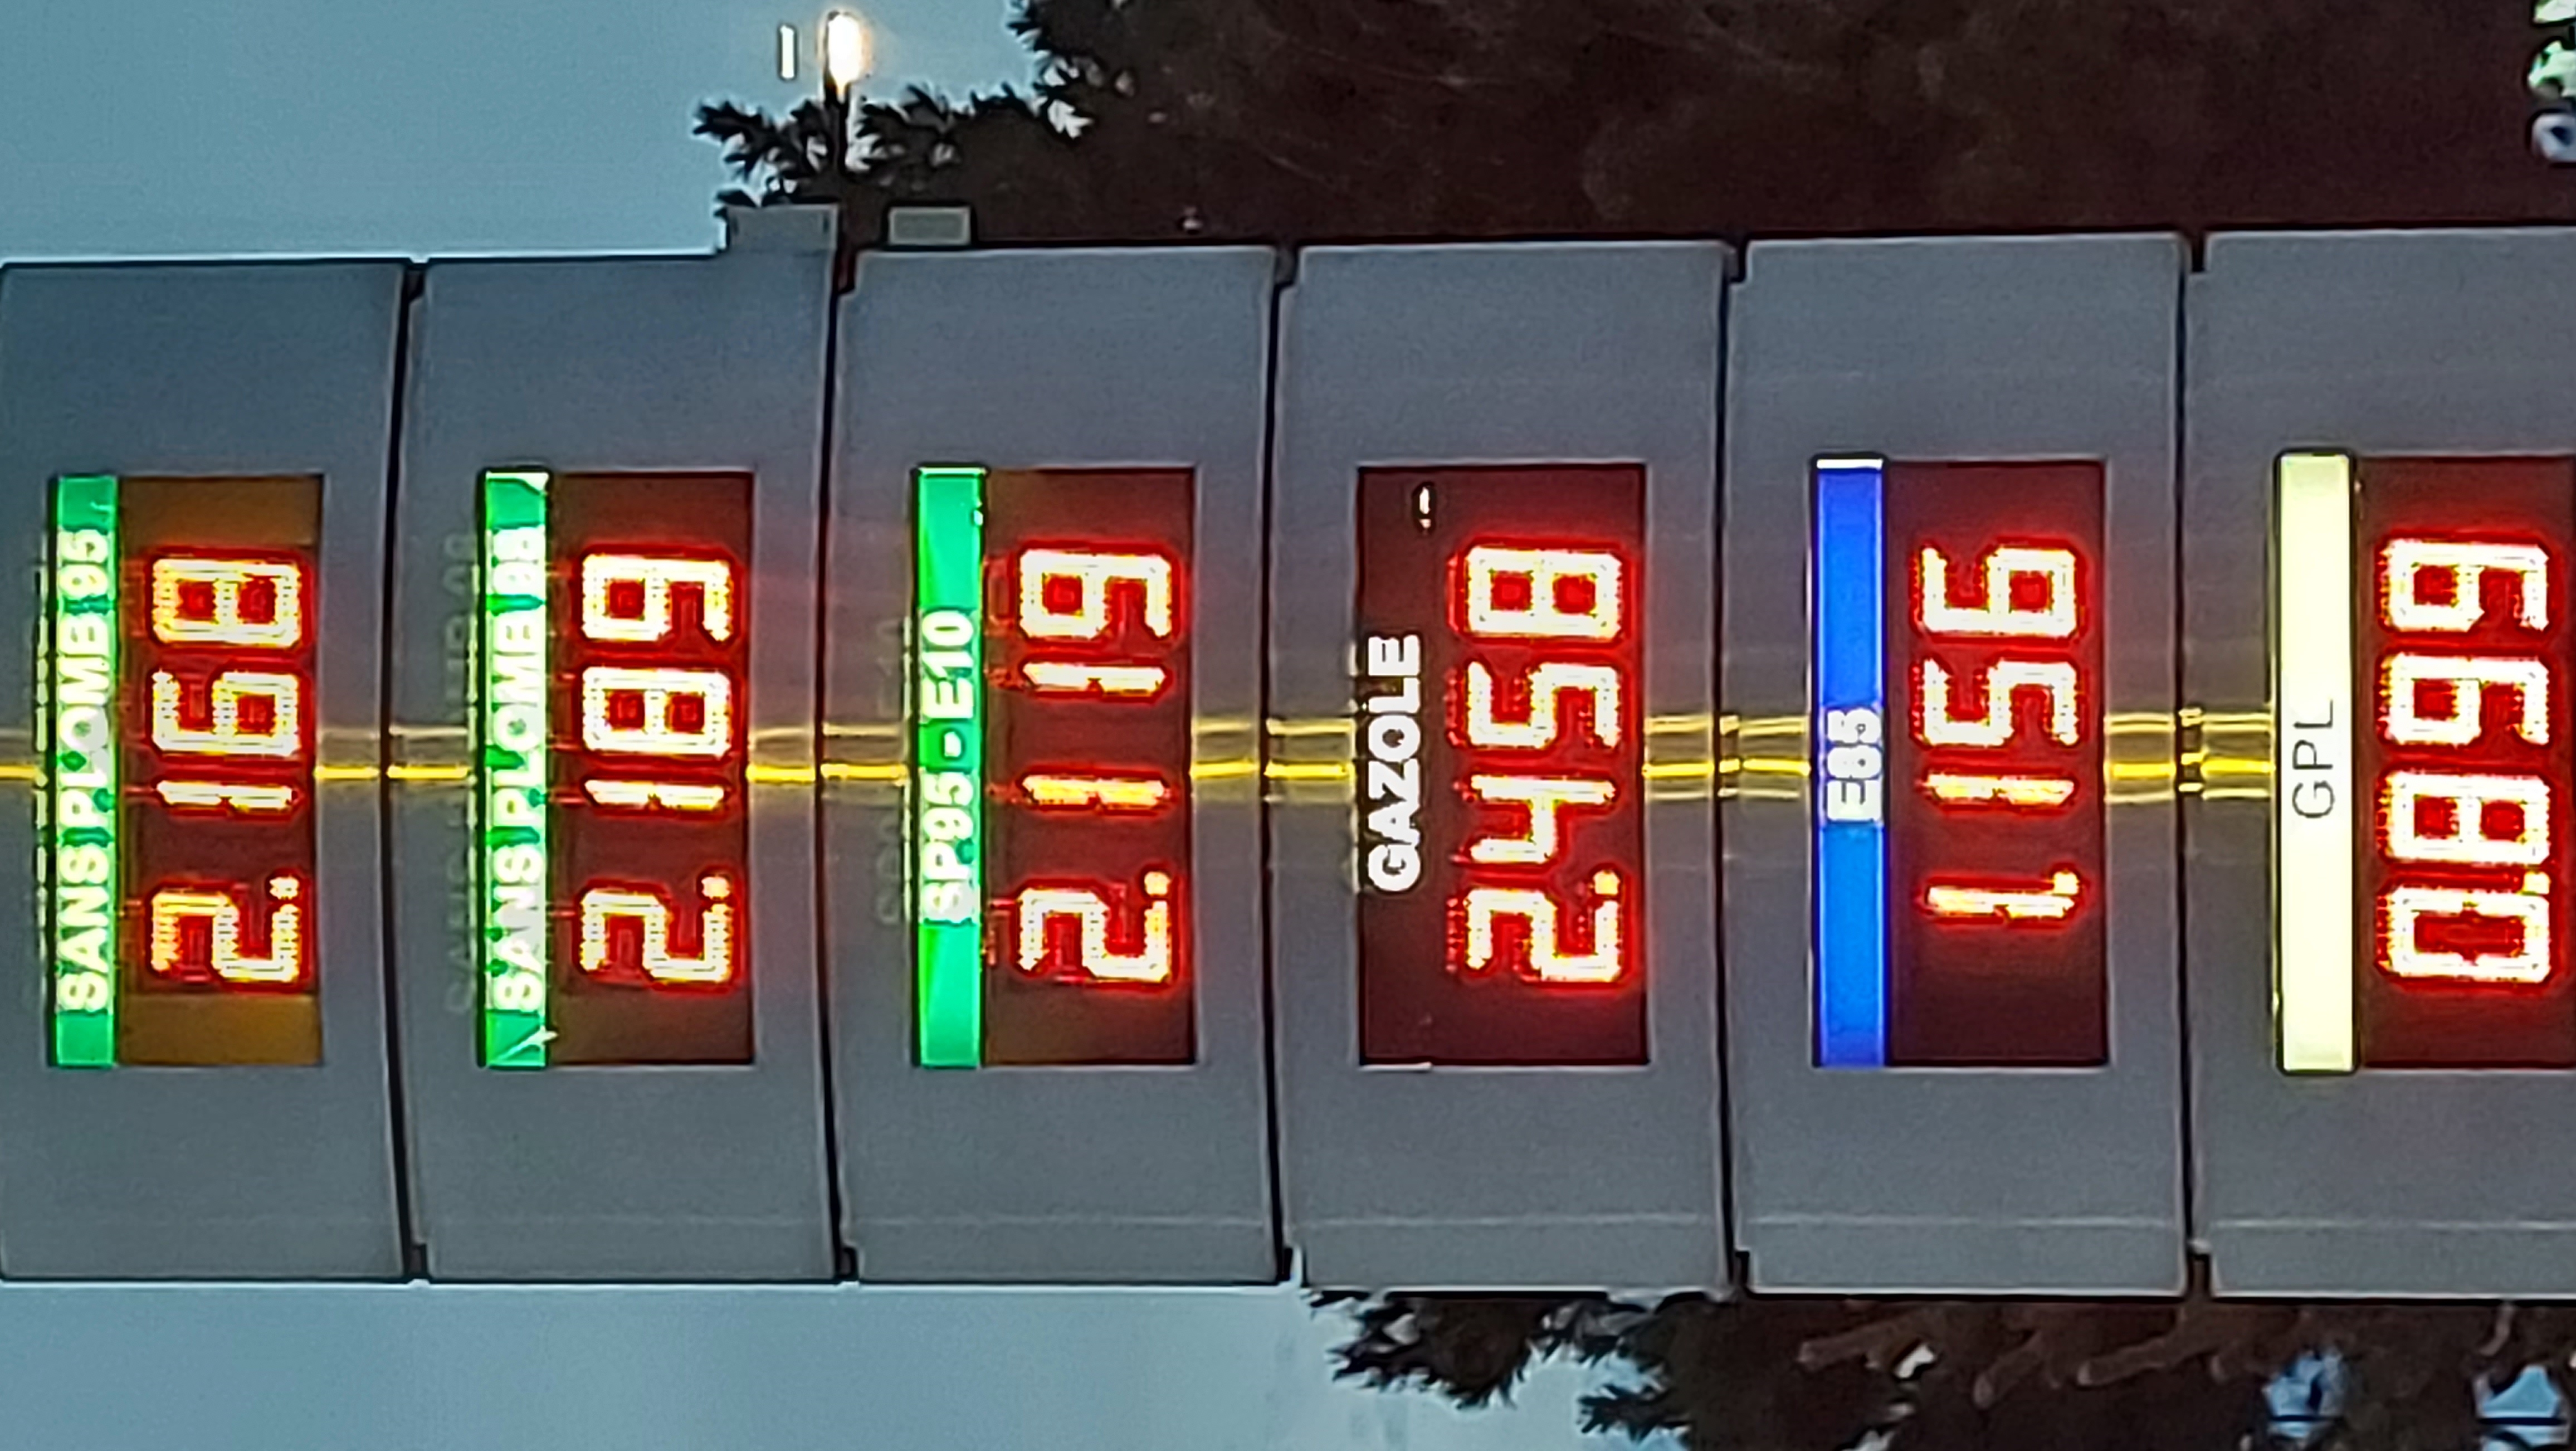 SANS PLOMB 95
2.168
SANS PLOMB 98
2.189
SP95-E10
2.119
GAZOLE
2.458
E85
1.156
GPL
0.899